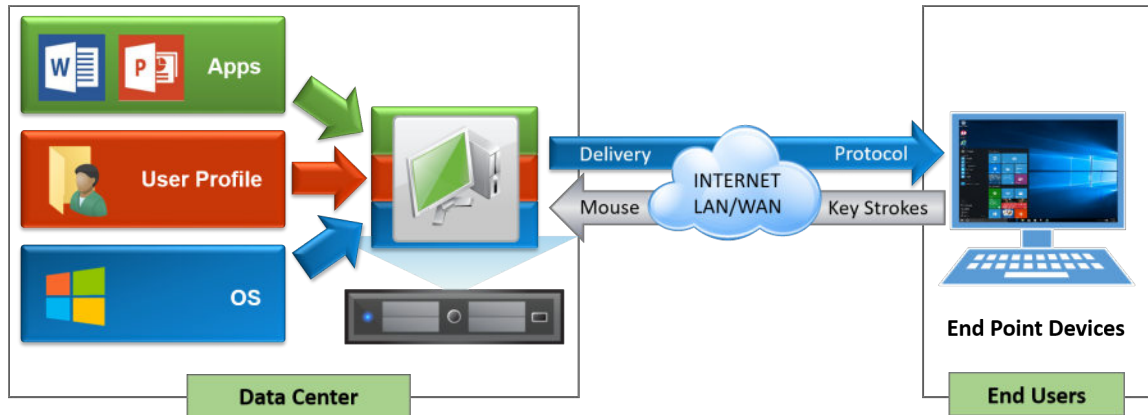 W
P
Apps
User Profile
OS
Delivery
Protocol
INTERNET
LAN/WAN
Mouse
Key Strokes
End Point Devices
Data Center
End Users